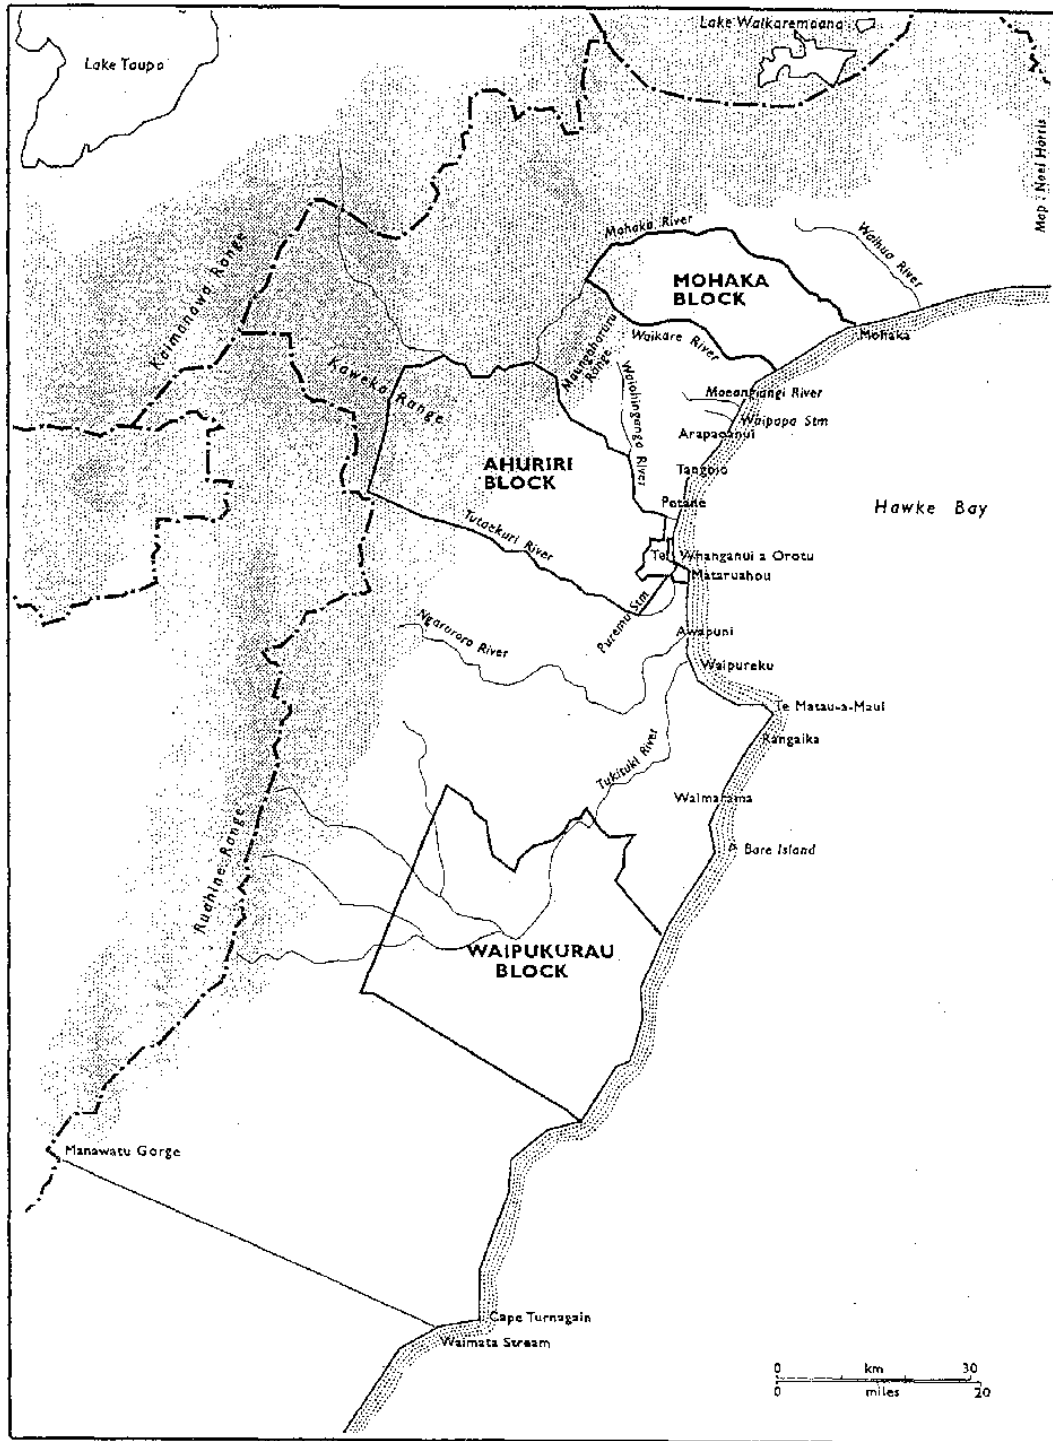 Lake Waikaremoana
Lake Taupo
Map : Noel Harris
Mohaka River
Waihua River
MOHAKA
BLOCK
Kaimanawa Range
Maungaharuru
Range
Waikare River
Mohaka
Kaweka Range
Waiohinganga River
Moeangiangi River
Waipapa Stm
Arapaoanui
AHURIRI
BLOCK
Tangoio
Petane
Hawke Bay
Tutaekuri River
Te Whanganui a Orotu
Mataruahou
Puremu Stm
Ngaruroro River
Awapuni
Waipureku
Te Matau-a-Maui
Rangaika
Tukituki River
Waimarama
Bare Island
Ruahine Range
WAIPUKURAU
BLOCK
Manawatu Gorge
Cape Turnagain
Waimata Stream
0 km 30
0 miles 20